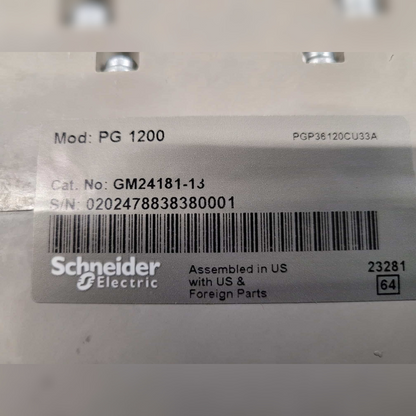 Mod: PG 1200
PGP36120CU33A
Cat. No: GM24181-13
S/N: 0202478838380001
Schneider
Electric
Assembled in US
with US &
Foreign Parts
23281
64